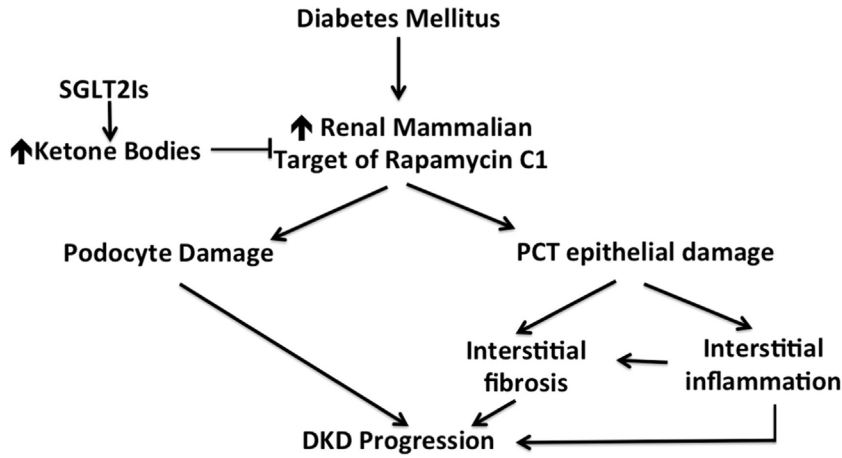 Diabetes Mellitus
SGLT2Is
Renal Mammalian
Ketone Bodies
Target of Rapamycin C1
Podocyte Damage
PCT epithelial damage
Interstitial
fibrosis
Interstitial
inflammation
DKD Progression